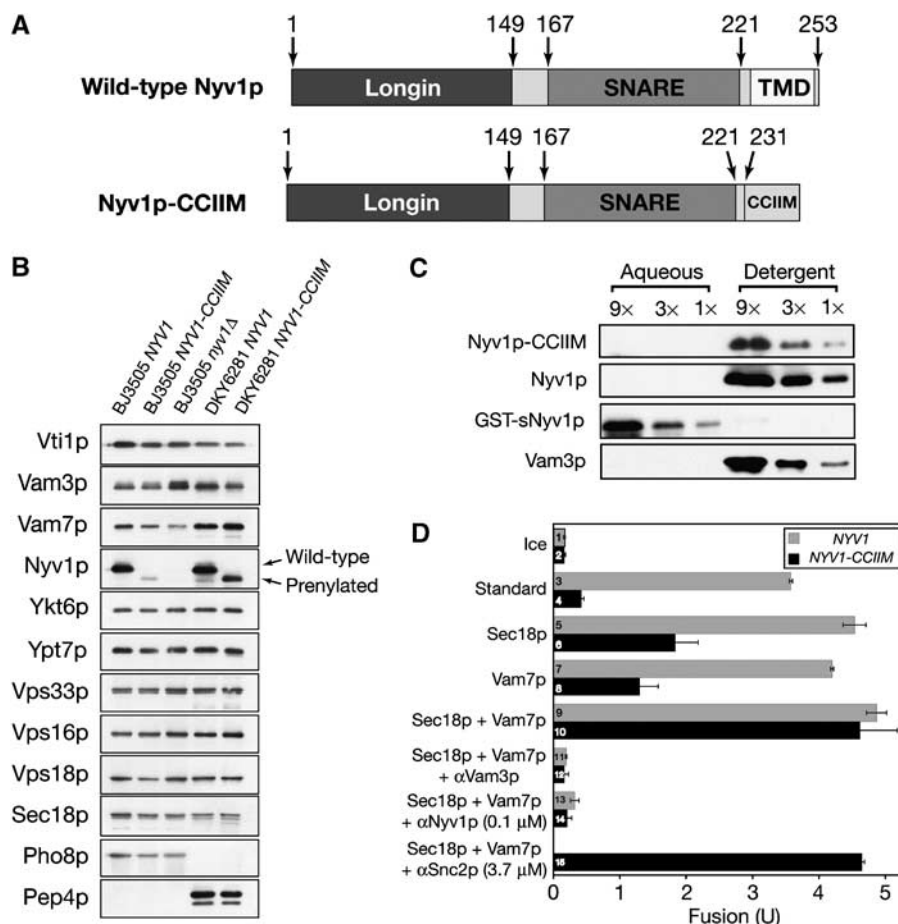 A
1 149 167 221 253
Wild-type Nyv1p
Longin SNARE TMD
1 149 167 221 231
Nyv1p-CCIIM
Longin SNARE CCIIM
B
BJ3505 NYV1
BJ3505 NYV1-CCIIM
BJ3505 nyv1Δ
DKY6281 NYV1
DKY6281 NYV1-CCIIM
Vti1p
Vam3p
Vam7p
Nyv1p
Wild-type
Prenylated
Ykt6p
Ypt7p
Vps33p
Vps16p
Vps18p
Sec18p
Pho8p
Pep4p
C
Aqueous Detergent
9× 3× 1× 9× 3× 1×
Nyv1p-CCIIM
Nyv1p
GST-sNyv1p
Vam3p
D
NYV1
NYV1-CCIIM
Ice
1
2
Standard
3
4
Sec18p
5
6
Vam7p
7
8
Sec18p + Vam7p
9
10
Sec18p + Vam7p
+ αVam3p
11
12
Sec18p + Vam7p
+ αNyv1p (0.1 μM)
13
14
Sec18p + Vam7p
+ αSnc2p (3.7 μM)
15
0 1 2 3 4 5
Fusion (U)